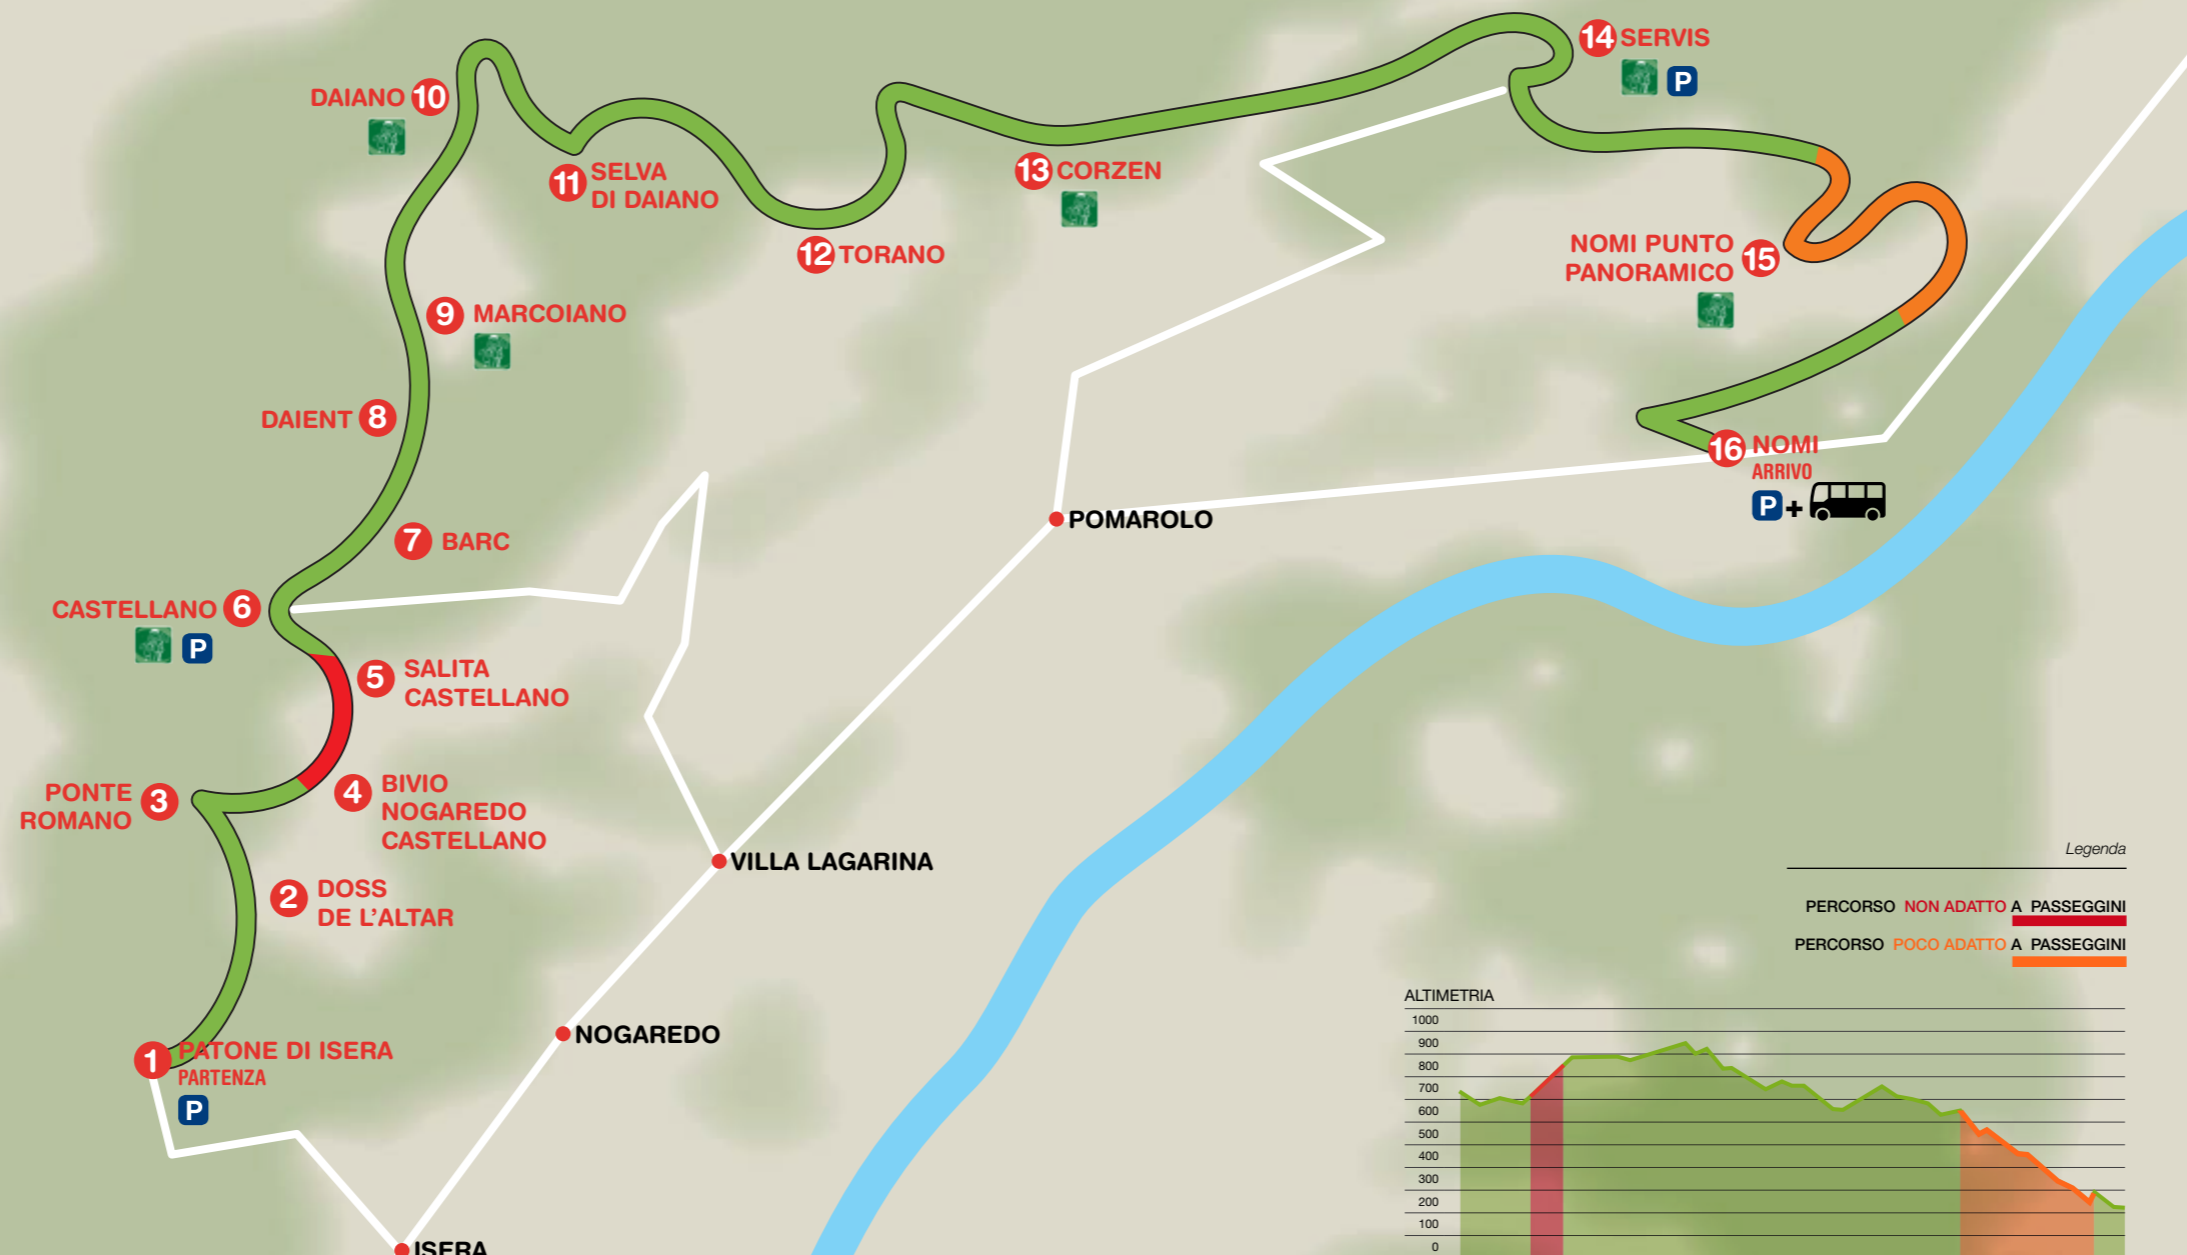 14 SERVIS
P
DAIANO 10
11 SELVA
DI DAIANO
13 CORZEN
12 TORANO
NOMI PUNTO
PANORAMICO 15
9 MARCOIANO
DAIENT 8
16 NOMI
ARRIVO
P +
POMAROLO
7 BARC
CASTELLANO 6
P
5 SALITA
CASTELLANO
PONTE
ROMANO 3
4 BIVIO
NOGAREDO
CASTELLANO
VILLA LAGARINA
2 DOSS
DE L'ALTAR
Legenda
PERCORSO NON ADATTO A PASSEGGINI
PERCORSO POCO ADATTO A PASSEGGINI
NOGAREDO
1 PATONE DI ISERA
PARTENZA
P
ISERA
ALTIMETRIA
1000
900
800
700
600
500
400
300
200
100
0